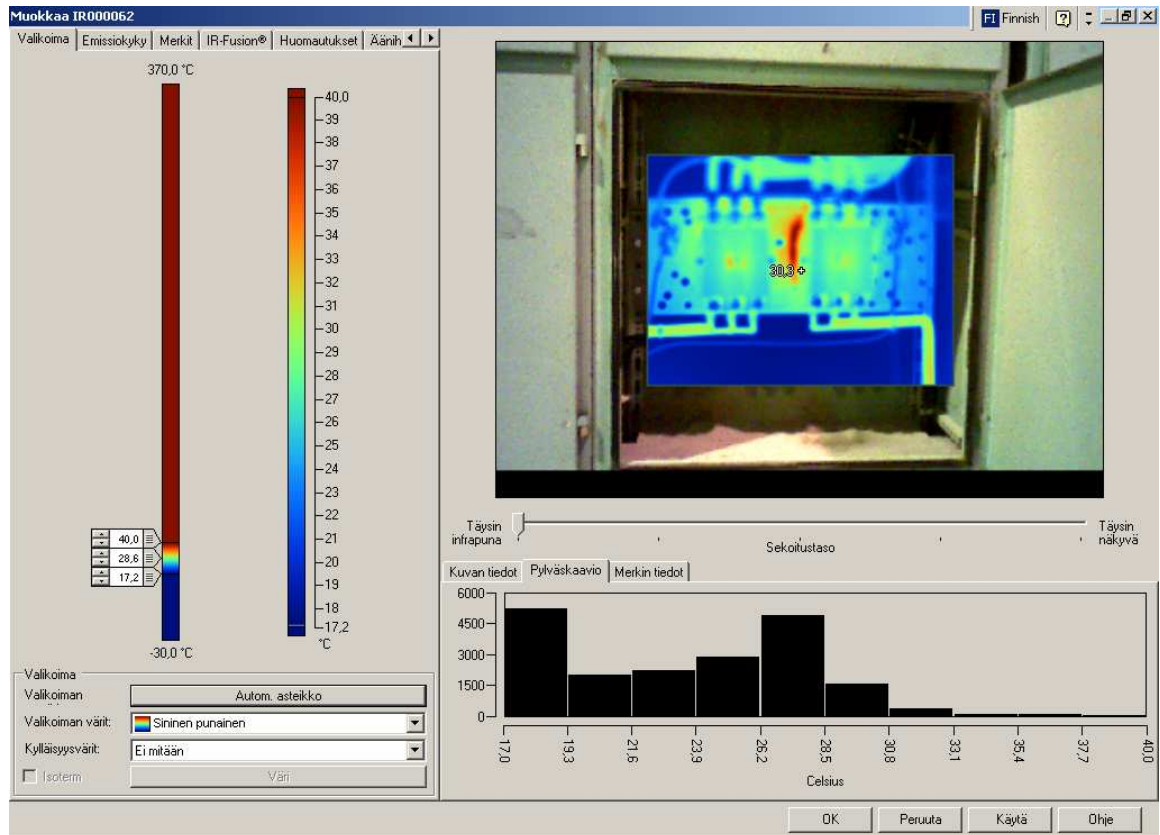 Muokkaa IR000062
FI Finnish
Valikoima Emissiokyky Merkit IR-Fusion® Huomautukset Äänih
370,0 °C
40,0
39
38
37
36
35
34
33
32
31
30
29
28
27
26
25
24
23
22
21
20
19
18
17,2
°C
40,0
28,6
17,2
-30,0 °C
Valikoima
Valikoiman
Autom. asteikko
Valikoiman värit: Sininen punainen
Kylläisyysvärit: Ei mitään
Isoterm Väri
30,3
Täysin infrapuna
Sekoitustaso
Täysin näkyvä
Kuvan tiedot Pylväskaavio Merkin tiedot
6000
4500
3000
1500
0
17,0 19,3 21,6 23,9 26,2 28,5 30,8 33,1 35,4 37,7 40,0
Celsius
OK Peruuta Käytä Ohje